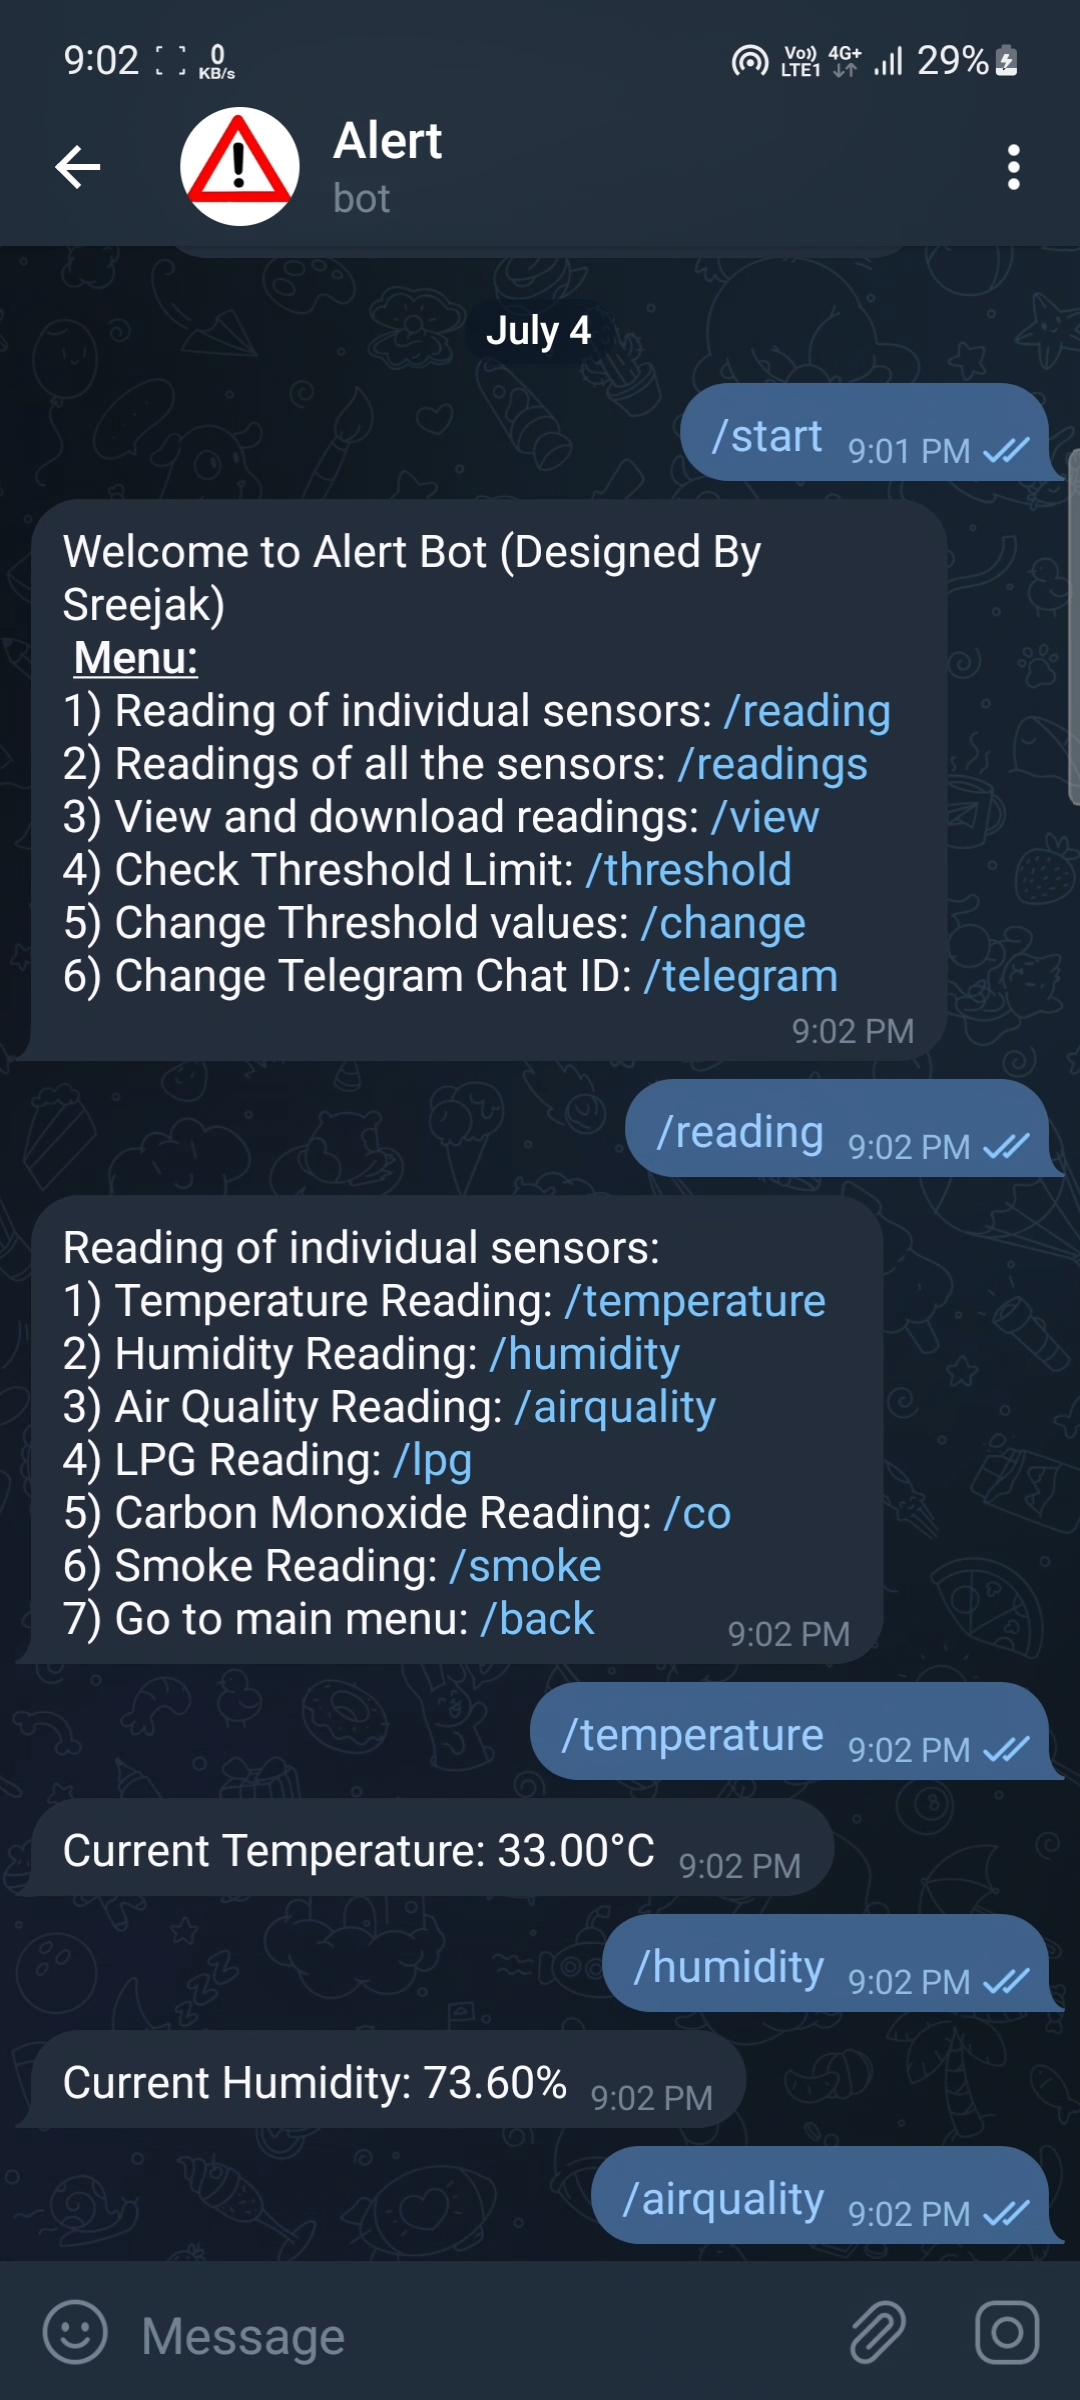 9:02 0 KB/s Vo)) LTE1 4G+ 29%
Alert
bot
July 4
/start 9:01 PM
Welcome to Alert Bot (Designed By
Sreejak)
Menu:
1) Reading of individual sensors: /reading
2) Readings of all the sensors: /readings
3) View and download readings: /view
4) Check Threshold Limit: /threshold
5) Change Threshold values: /change
6) Change Telegram Chat ID: /telegram
9:02 PM
/reading 9:02 PM
Reading of individual sensors:
1) Temperature Reading: /temperature
2) Humidity Reading: /humidity
3) Air Quality Reading: /airquality
4) LPG Reading: /lpg
5) Carbon Monoxide Reading: /co
6) Smoke Reading: /smoke
7) Go to main menu: /back 9:02 PM
/temperature 9:02 PM
Current Temperature: 33.00°C 9:02 PM
/humidity 9:02 PM
Current Humidity: 73.60% 9:02 PM
/airquality 9:02 PM
Message